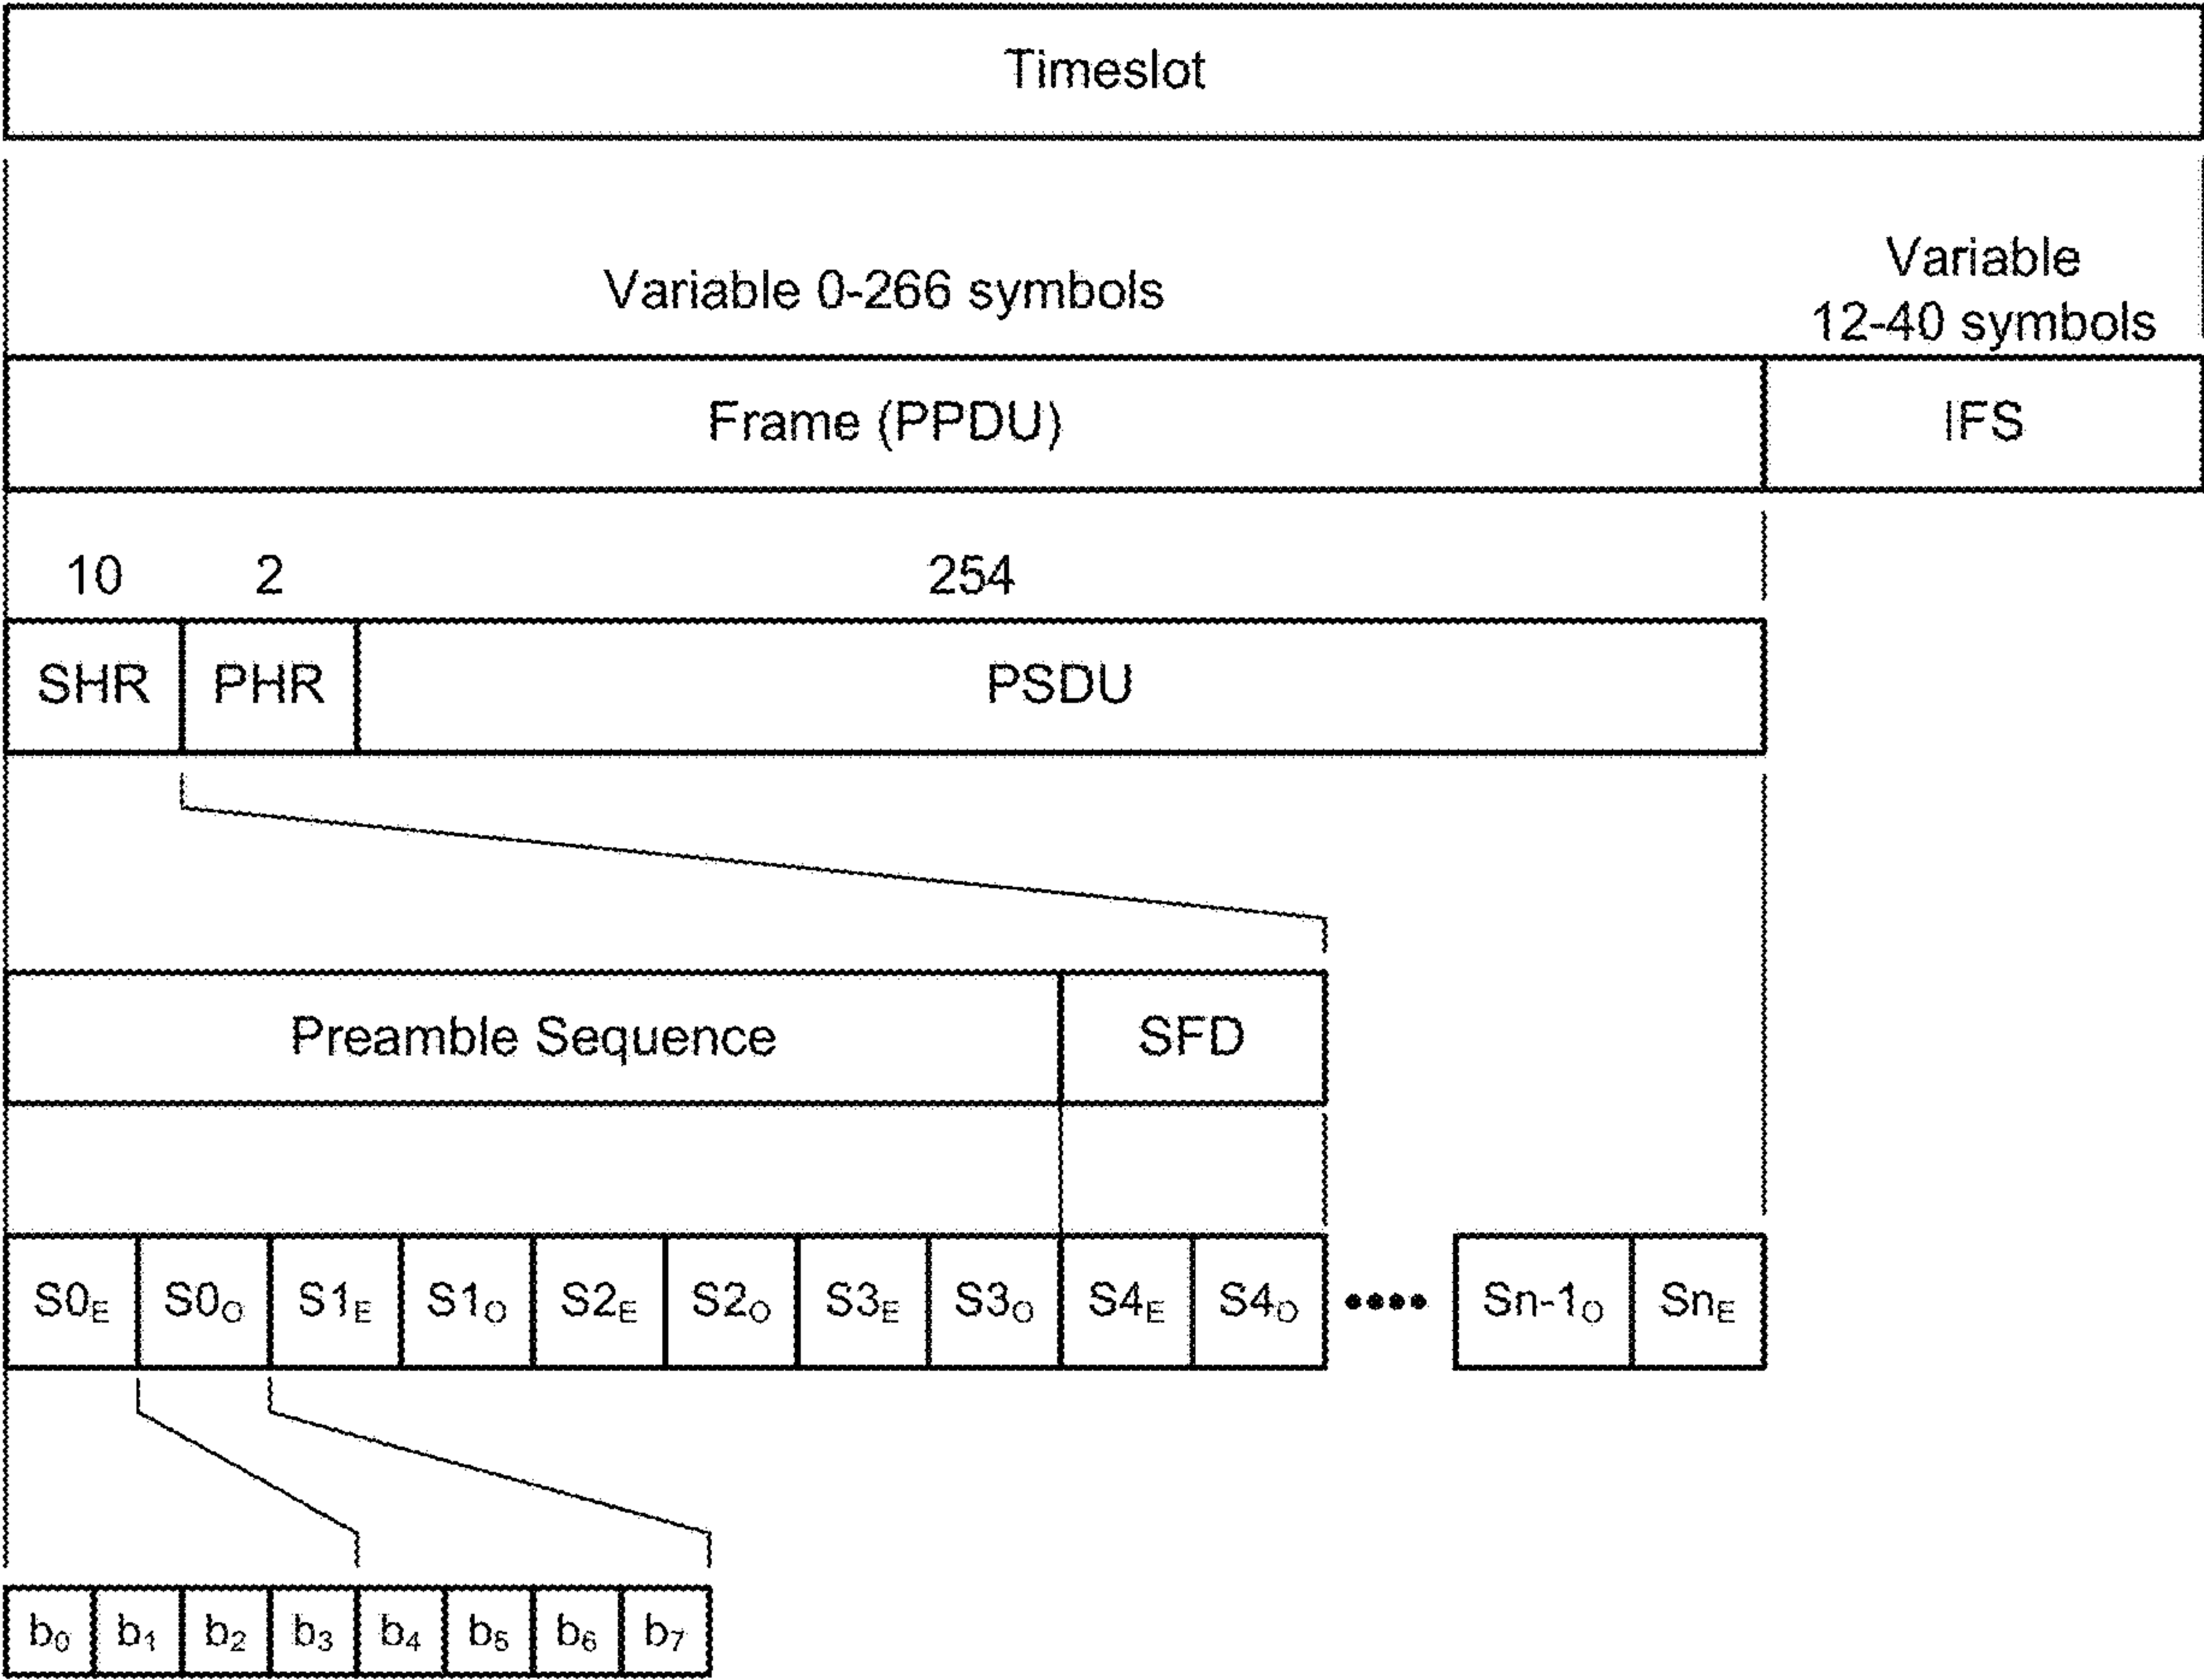 Timeslot
Variable 0-266 symbols
Variable
12-40 symbols
Frame (PPDU)
IFS
10 2 254
SHR PHR PSDU
Preamble Sequence SFD
S0E S0O S1E S1O S2E S2O S3E S3O S4E S4O •••• Sn-1O SnE
b0 b1 b2 b3 b4 b5 b6 b7